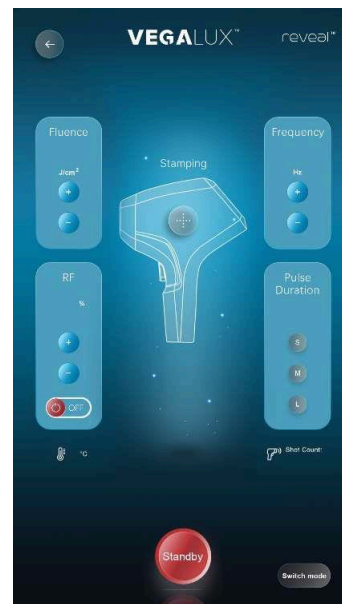 VEGALUX™
reveal™
Fluence
J/cm²
Stamping
Frequency
Hz
RF
%
OFF
Pulse
Duration
S
M
L
°C
Shot Count:
Standby
Switch mode